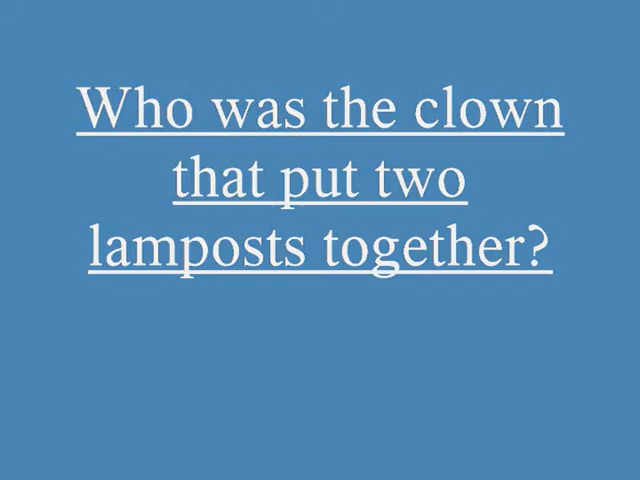 Who was the clown
that put two
lamposts together?